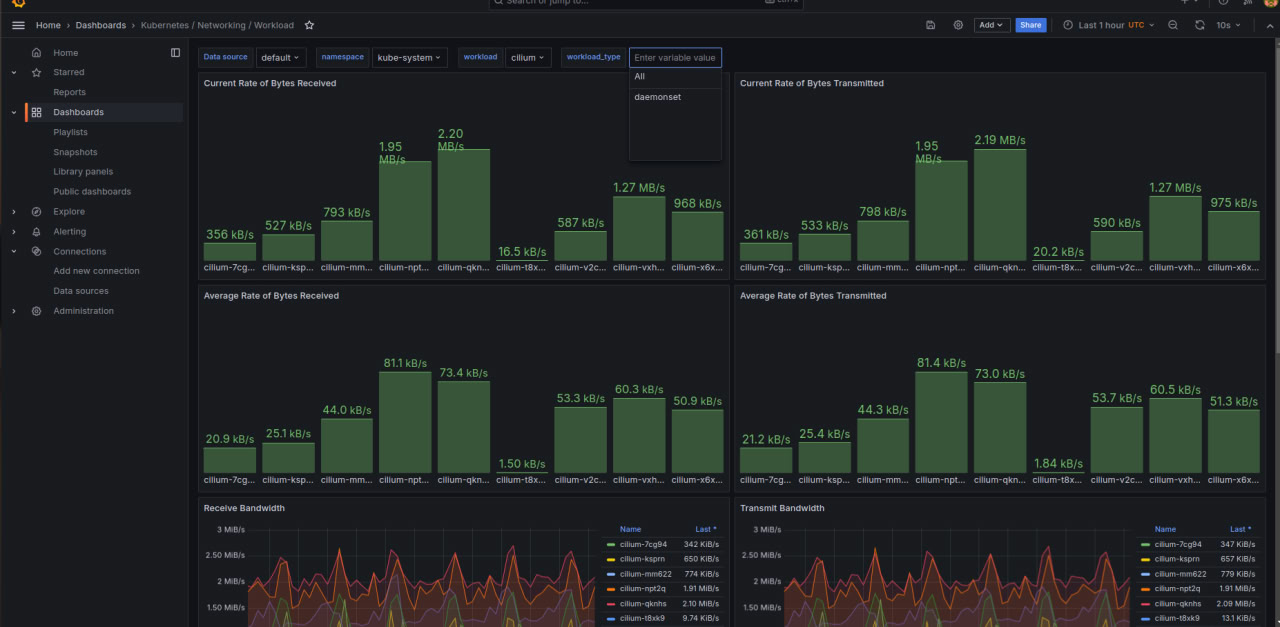 Search or jump to...
ctrl+k
Home › Dashboards › Kubernetes / Networking / Workload
Add
Share
Last 1 hour UTC
10s
Home
Starred
Reports
Dashboards
Playlists
Snapshots
Library panels
Public dashboards
Explore
Alerting
Connections
Add new connection
Data sources
Administration
Data source default namespace kube-system workload cilium workload_type Enter variable value
All
daemonset
Current Rate of Bytes Received
356 kB/s 527 kB/s 793 kB/s 1.95 MB/s 2.20 MB/s 16.5 kB/s 587 kB/s 1.27 MB/s 968 kB/s
cilium-7cg... cilium-ksp... cilium-mm... cilium-npt... cilium-qkn... cilium-t8x... cilium-v2c... cilium-vxh... cilium-x6x...
Current Rate of Bytes Transmitted
361 kB/s 533 kB/s 798 kB/s 1.95 MB/s 2.19 MB/s 20.2 kB/s 590 kB/s 1.27 MB/s 975 kB/s
cilium-7cg... cilium-ksp... cilium-mm... cilium-npt... cilium-qkn... cilium-t8x... cilium-v2c... cilium-vxh... cilium-x6x...
Average Rate of Bytes Received
20.9 kB/s 25.1 kB/s 44.0 kB/s 81.1 kB/s 73.4 kB/s 1.50 kB/s 53.3 kB/s 60.3 kB/s 50.9 kB/s
cilium-7cg... cilium-ksp... cilium-mm... cilium-npt... cilium-qkn... cilium-t8x... cilium-v2c... cilium-vxh... cilium-x6x...
Average Rate of Bytes Transmitted
21.2 kB/s 25.4 kB/s 44.3 kB/s 81.4 kB/s 73.0 kB/s 1.84 kB/s 53.7 kB/s 60.5 kB/s 51.3 kB/s
cilium-7cg... cilium-ksp... cilium-mm... cilium-npt... cilium-qkn... cilium-t8x... cilium-v2c... cilium-vxh... cilium-x6x...
Receive Bandwidth
3 MiB/s
2.50 MiB/s
2 MiB/s
1.50 MiB/s
Name Last *
cilium-7cg94 342 KiB/s
cilium-ksprn 650 KiB/s
cilium-mm622 774 KiB/s
cilium-npt2q 1.91 MiB/s
cilium-qknhs 2.10 MiB/s
cilium-t8xk9 9.74 KiB/s
Transmit Bandwidth
3 MiB/s
2.50 MiB/s
2 MiB/s
1.50 MiB/s
Name Last *
cilium-7cg94 347 KiB/s
cilium-ksprn 657 KiB/s
cilium-mm622 779 KiB/s
cilium-npt2q 1.91 MiB/s
cilium-qknhs 2.09 MiB/s
cilium-t8xk9 13.1 KiB/s